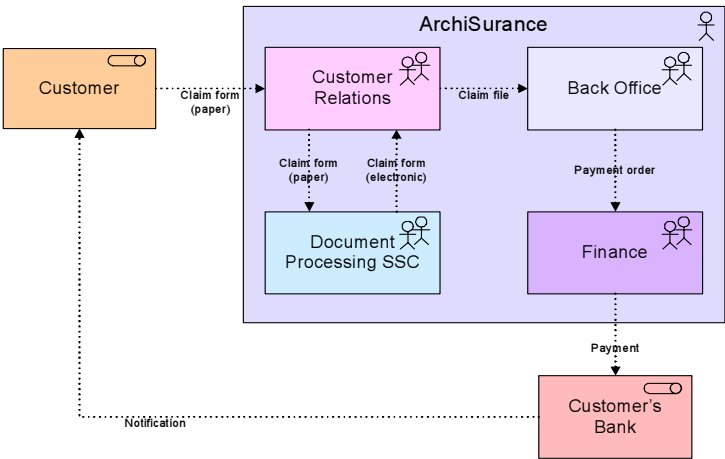 ArchiSurance
Customer
Claim form
(paper)
Customer
Relations
Claim file
Back Office
Claim form
(paper)
Claim form
(electronic)
Payment order
Document
Processing SSC
Finance
Payment
Customer's
Bank
Notification